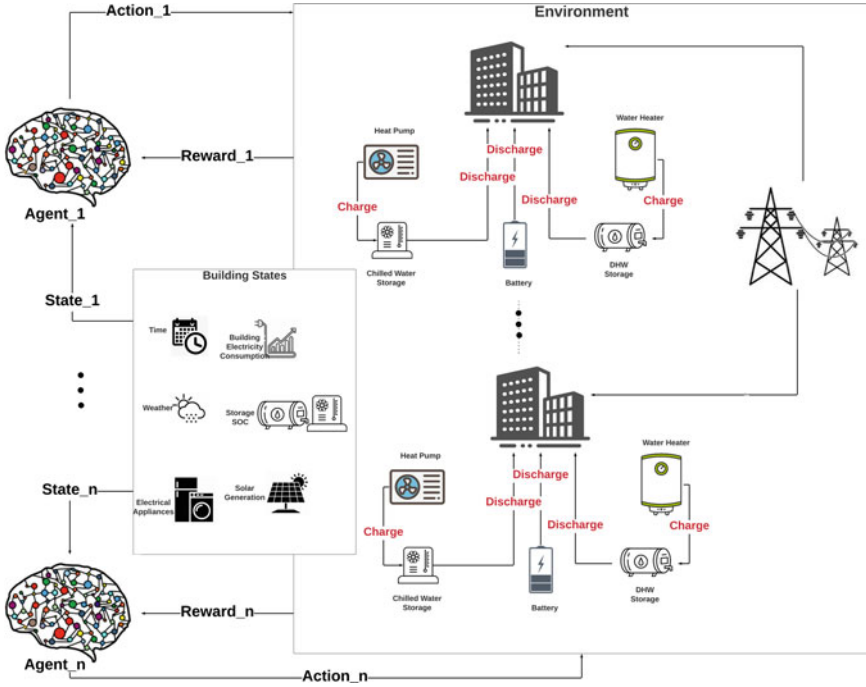 Action_1
Environment
Water Heater
Heat Pump
Discharge
Reward_1
Discharge
Discharge
Charge
Charge
Agent_1
DHW
Storage
Chilled Water
Storage
Battery
Building States
State_1
Time
Building
Electricity
Consumption
Weather
Storage
SOC
Water Heater
Heat Pump
State_n
Solar
Generation
Electrical
Appliances
Discharge
Discharge
Discharge
Charge
Charge
DHW
Storage
Chilled Water
Storage
Battery
Reward_n
Agent_n
Action_n